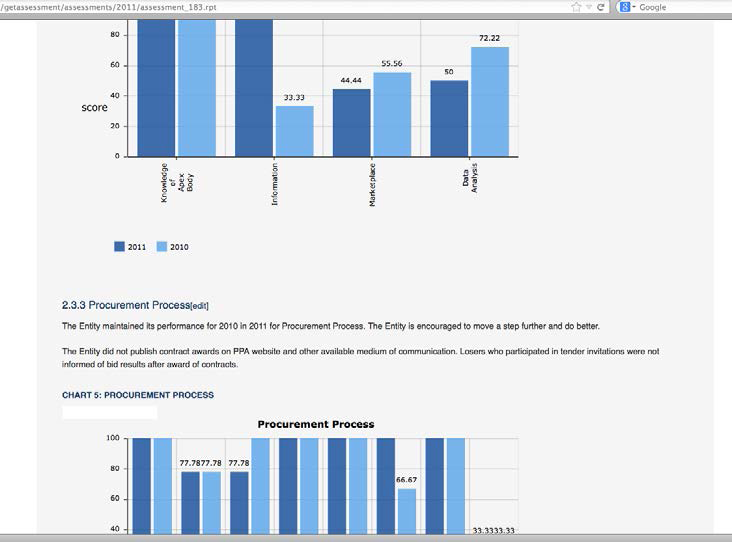 /getassessment/assessments/2011/assessment_183.rpt
Google
80
60
40
20
0
score
33.33
44.44
55.56
50
72.22
Knowledge
of
Apex
Body
Information
Marketplace
Data
Analysis
2011 2010
2.3.3 Procurement Process[edit]
The Entity maintained its performance for 2010 in 2011 for Procurement Process. The Entity is encouraged to move a step further and do better.
The Entity did not publish contract awards on PPA website and other available medium of communication. Losers who participated in tender invitations were not
informed of bid results after award of contracts.
CHART 5: PROCUREMENT PROCESS
Procurement Process
100
80
60
40
77.78 77.78 77.78
66.67
33.33 33.33